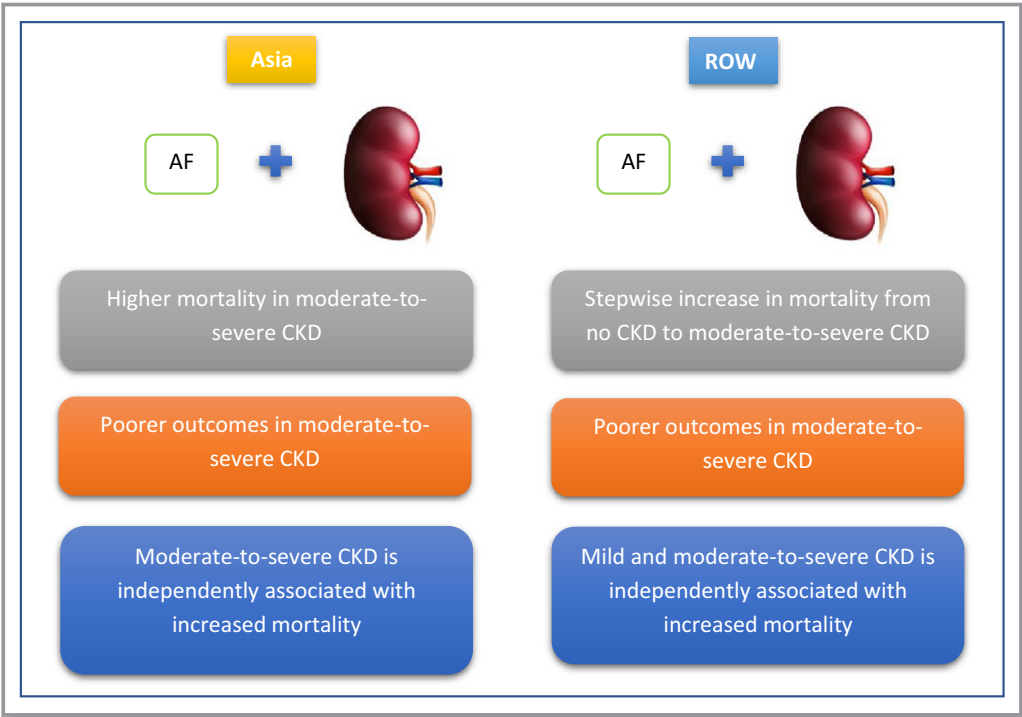 Asia
AF
Higher mortality in moderate-to-
severe CKD
Poorer outcomes in moderate-to-
severe CKD
Moderate-to-severe CKD is
independently associated with
increased mortality
ROW
AF
Stepwise increase in mortality from
no CKD to moderate-to-severe CKD
Poorer outcomes in moderate-to-
severe CKD
Mild and moderate-to-severe CKD is
independently associated with
increased mortality